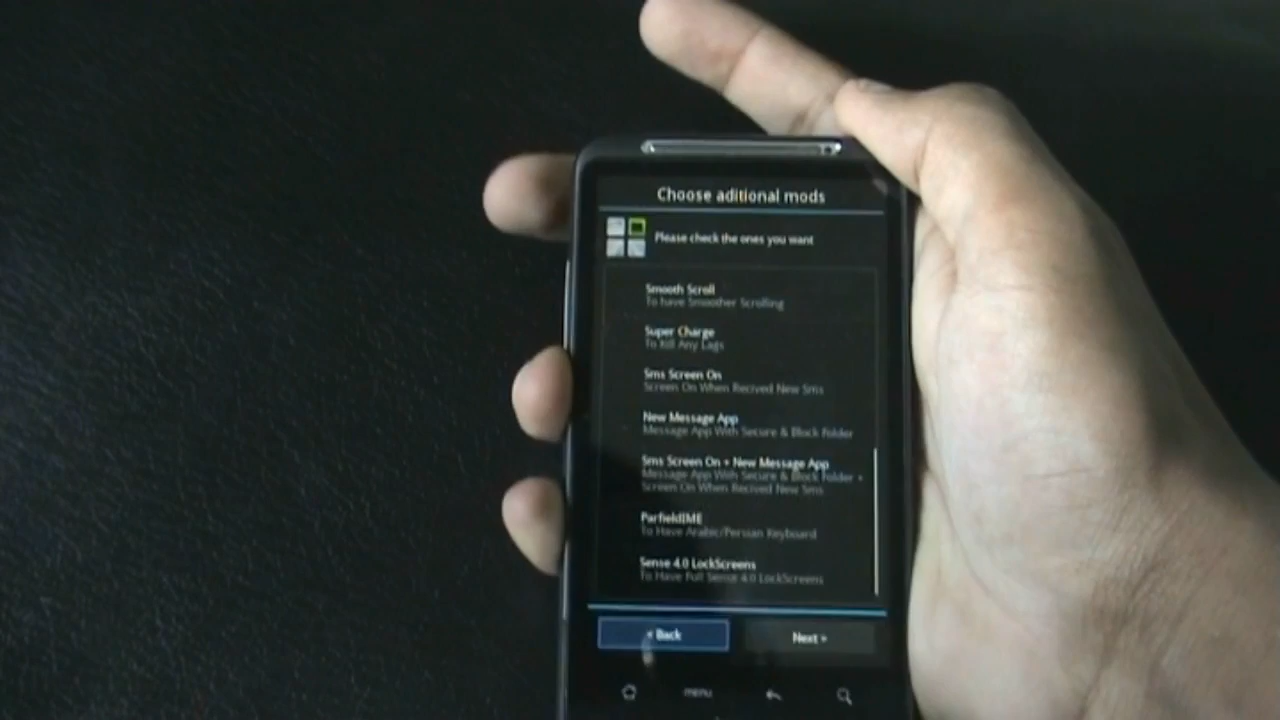 Choose aditional mods
Please check the ones you want
Smooth Scroll
To have Smoother Scrolling
Super Charge
To Kill Any Lags
Sms Screen On
Screen On When Recived New Sms
New Message App
Message App With Secure & Block Folder
Sms Screen On + New Message App
Message App With Secure & Block Folder +
Screen On When Recived New Sms
ParfieldIME
To Have Arabic/Persian Keyboard
Sense 4.0 LockScreens
To Have Full Sense 4.0 LockScreens
< Back
Next >
menu